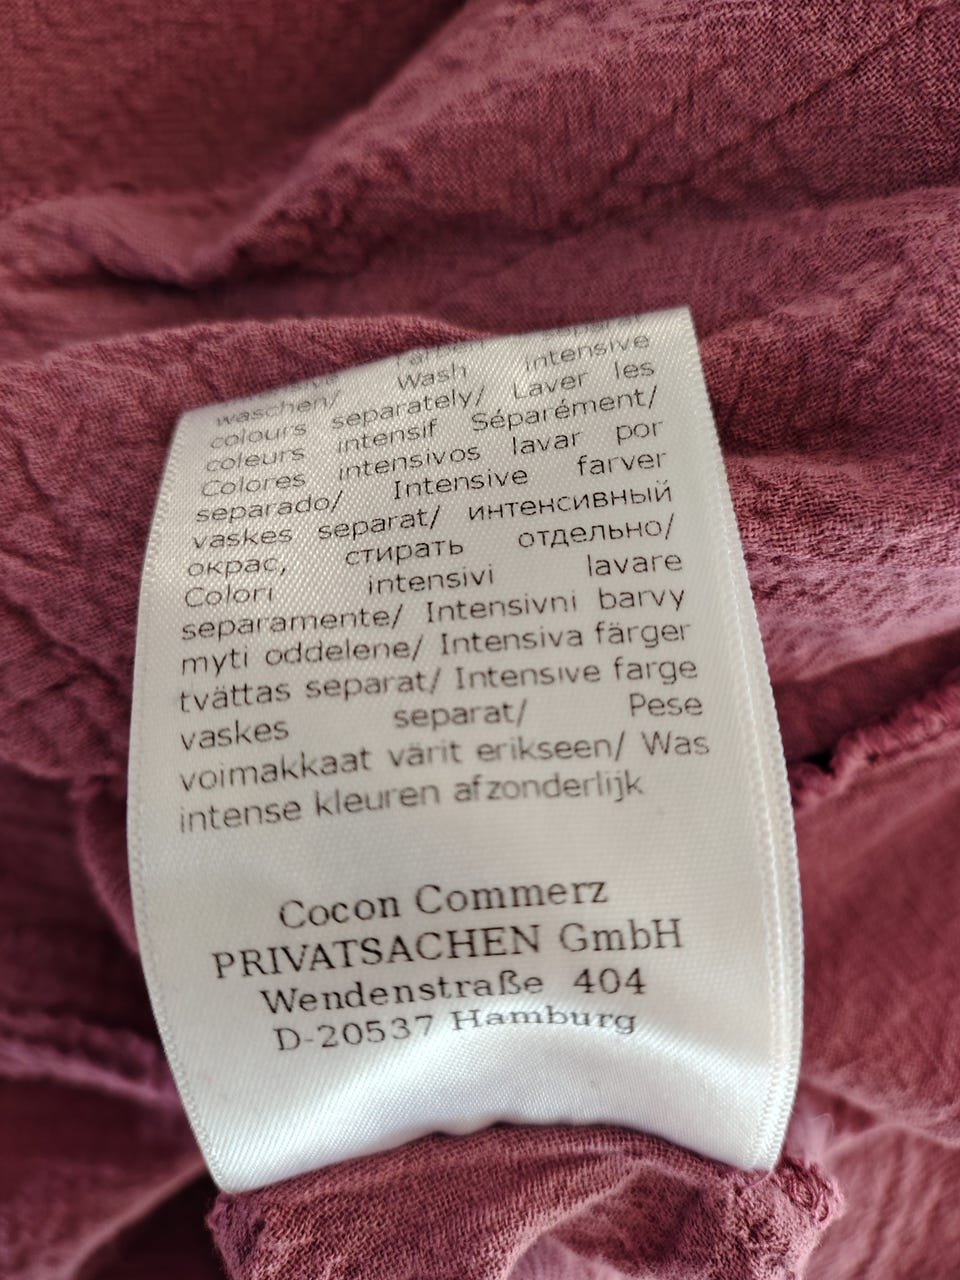 waschen/ Wash intensive
colours separately/ Laver les
coleurs intensif Séparément/
Colores intensivos lavar por
separado/ Intensive farver
vaskes separat/ интенсивный
окрас, стирать отдельно/
Colori intensivi lavare
separamente/ Intensivni barvy
myti oddelene/ Intensiva färger
tvättas separat/ Intensive farge
vaskes separat/ Pese
voimakkaat värit erikseen/ Was
intense kleuren afzonderlijk
Cocon Commerz
PRIVATSACHEN GmbH
Wendenstraße 404
D-20537 Hamburg